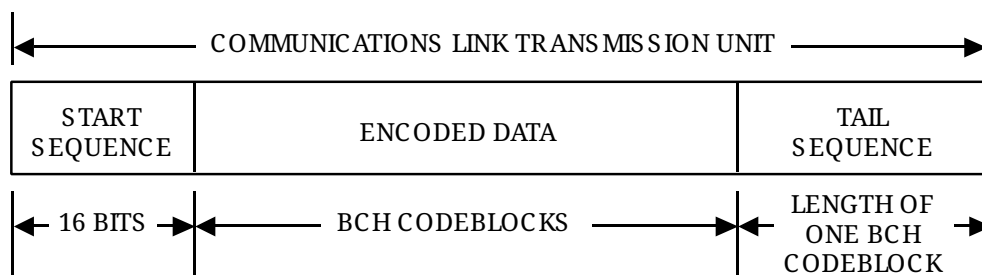 COMMUNICATIONS LINK TRANSMISSION UNIT
START
SEQUENCE
ENCODED DATA
TAIL
SEQUENCE
16 BITS
BCH CODEBLOCKS
LENGTH OF
ONE BCH
CODEBLOCK